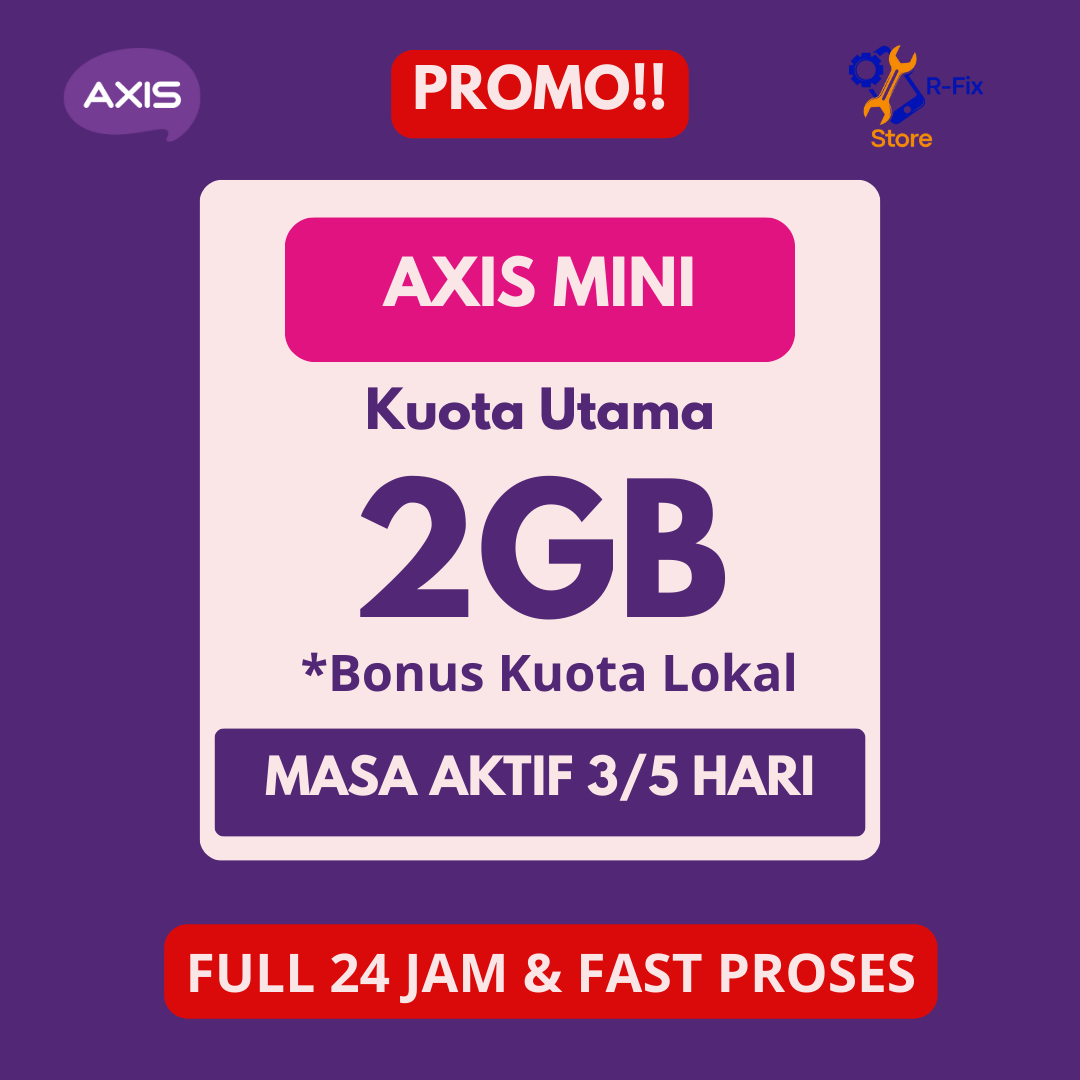 AXIS
PROMO!!
R-Fix
Store
AXIS MINI
Kuota Utama
2GB
*Bonus Kuota Lokal
MASA AKTIF 3/5 HARI
FULL 24 JAM & FAST PROSES